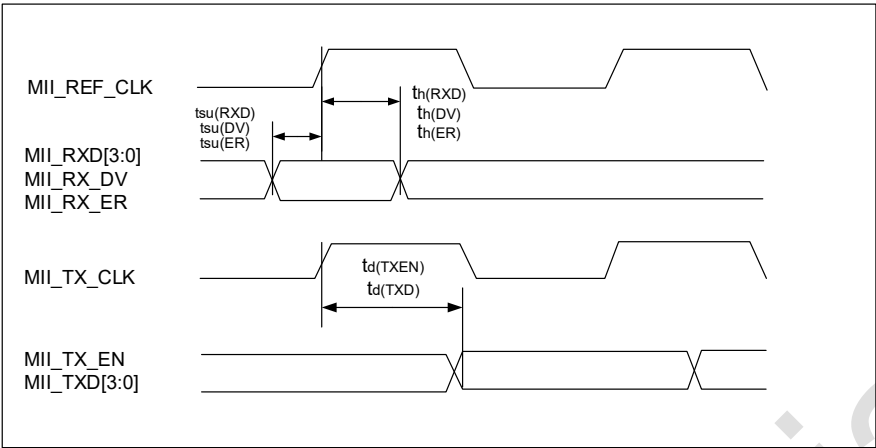 MII_REF_CLK
tsu(RXD)
tsu(DV)
tsu(ER)
th(RXD)
th(DV)
th(ER)
MII_RXD[3:0]
MII_RX_DV
MII_RX_ER
MII_TX_CLK
td(TXEN)
td(TXD)
MII_TX_EN
MII_TXD[3:0]